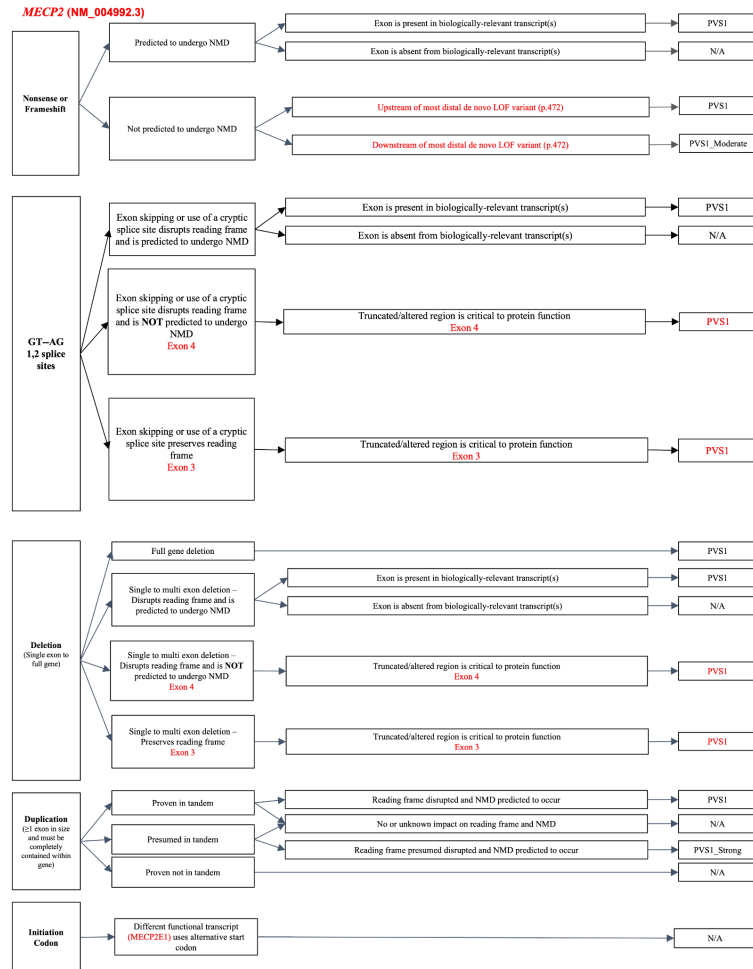 MECP2 (NM_004992.3)
Nonsense or
Frameshift
Predicted to undergo NMD
Exon is present in biologically-relevant transcript(s)
PVS1
Exon is absent from biologically-relevant transcript(s)
N/A
Not predicted to undergo NMD
Upstream of most distal de novo LOF variant (p.472)
PVS1
Downstream of most distal de novo LOF variant (p.472)
PVS1_Moderate
GT–AG
1,2 splice
sites
Exon skipping or use of a cryptic
splice site disrupts reading frame
and is predicted to undergo NMD
Exon is present in biologically-relevant transcript(s)
PVS1
Exon is absent from biologically-relevant transcript(s)
N/A
Exon skipping or use of a cryptic
splice site disrupts reading frame
and is NOT predicted to undergo
NMD
Exon 4
Truncated/altered region is critical to protein function
Exon 4
PVS1
Exon skipping or use of a cryptic
splice site preserves reading
frame
Exon 3
Truncated/altered region is critical to protein function
Exon 3
PVS1
Deletion
(Single exon to
full gene)
Full gene deletion
PVS1
Single to multi exon deletion –
Disrupts reading frame and is
predicted to undergo NMD
Exon is present in biologically-relevant transcript(s)
PVS1
Exon is absent from biologically-relevant transcript(s)
N/A
Single to multi exon deletion –
Disrupts reading frame and is NOT
predicted to undergo NMD
Exon 4
Truncated/altered region is critical to protein function
Exon 4
PVS1
Single to multi exon deletion –
Preserves reading frame
Exon 3
Truncated/altered region is critical to protein function
Exon 3
PVS1
Duplication
(≥1 exon in size
and must be
completely
contained within
gene)
Proven in tandem
Reading frame disrupted and NMD predicted to occur
PVS1
Presumed in tandem
No or unknown impact on reading frame and NMD
N/A
Reading frame presumed disrupted and NMD predicted to occur
PVS1_Strong
Proven not in tandem
N/A
Initiation
Codon
Different functional transcript
(MECP2E1) uses alternative start
codon
N/A